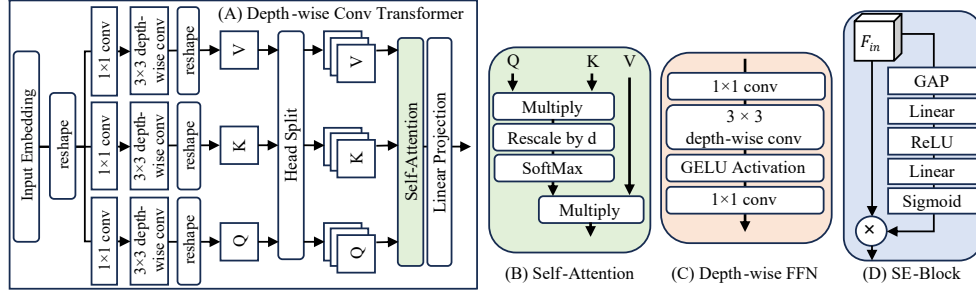 (A) Depth-wise Conv Transformer
Input Embedding
reshape
1×1 conv
3×3 depth-
wise conv
reshape
V
1×1 conv
3×3 depth-
wise conv
reshape
K
1×1 conv
3×3 depth-
wise conv
reshape
Q
Head Split
V
K
Q
Self-Attention
Linear Projection
Q
K
V
Multiply
Rescale by d
SoftMax
Multiply
(B) Self-Attention
1×1 conv
3 × 3
depth-wise conv
GELU Activation
1×1 conv
(C) Depth-wise FFN
F_in
GAP
Linear
ReLU
Linear
Sigmoid
×
(D) SE-Block